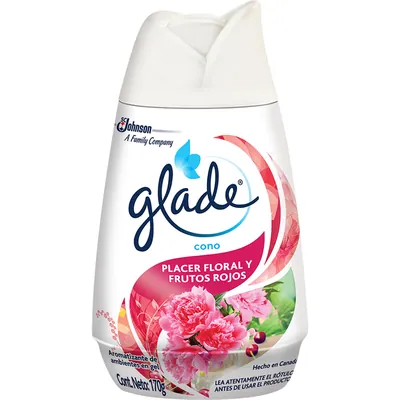 SC Johnson
A Family Company
glade
cono
PLACER FLORAL Y
FRUTOS ROJOS
Aromatizante de
ambientes en gel
Cont. Neto: 170g
Hecho en Canadá
LEA ATENTAMENTE EL RÓTULO
ANTES DE USAR EL PRODUCTO